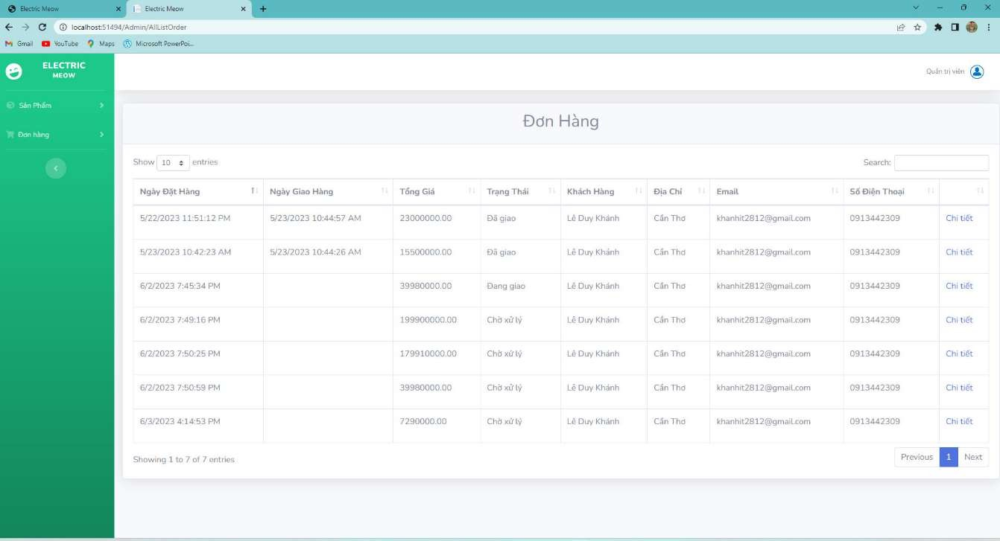 Electric Meow
Electric Meow
localhost:51494/Admin/AllListOrder
Gmail YouTube Maps Microsoft PowerPoi...
ELECTRIC
MEOW
Quản trị viên
Sản Phẩm
Đơn hàng
Đơn Hàng
Show 10 entries
Search:
Ngày Đặt Hàng Ngày Giao Hàng Tổng Giá Trạng Thái Khách Hàng Địa Chỉ Email Số Điện Thoại
5/22/2023 11:51:12 PM 5/23/2023 10:44:57 AM 23000000.00 Đã giao Lê Duy Khánh Cần Thơ khanhit2812@gmail.com 0913442309 Chi tiết
5/23/2023 10:42:23 AM 5/23/2023 10:44:26 AM 15500000.00 Đã giao Lê Duy Khánh Cần Thơ khanhit2812@gmail.com 0913442309 Chi tiết
6/2/2023 7:45:34 PM 39980000.00 Đang giao Lê Duy Khánh Cần Thơ khanhit2812@gmail.com 0913442309 Chi tiết
6/2/2023 7:49:16 PM 199900000.00 Chờ xử lý Lê Duy Khánh Cần Thơ khanhit2812@gmail.com 0913442309 Chi tiết
6/2/2023 7:50:25 PM 179910000.00 Chờ xử lý Lê Duy Khánh Cần Thơ khanhit2812@gmail.com 0913442309 Chi tiết
6/2/2023 7:50:59 PM 39980000.00 Chờ xử lý Lê Duy Khánh Cần Thơ khanhit2812@gmail.com 0913442309 Chi tiết
6/3/2023 4:14:53 PM 7290000.00 Chờ xử lý Lê Duy Khánh Cần Thơ khanhit2812@gmail.com 0913442309 Chi tiết
Showing 1 to 7 of 7 entries
Previous 1 Next